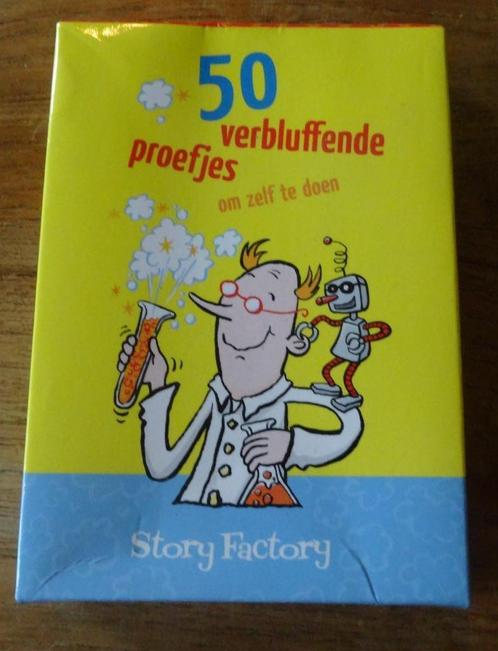 50
verbluffende
proefjes
om zelf te doen
Story Factory